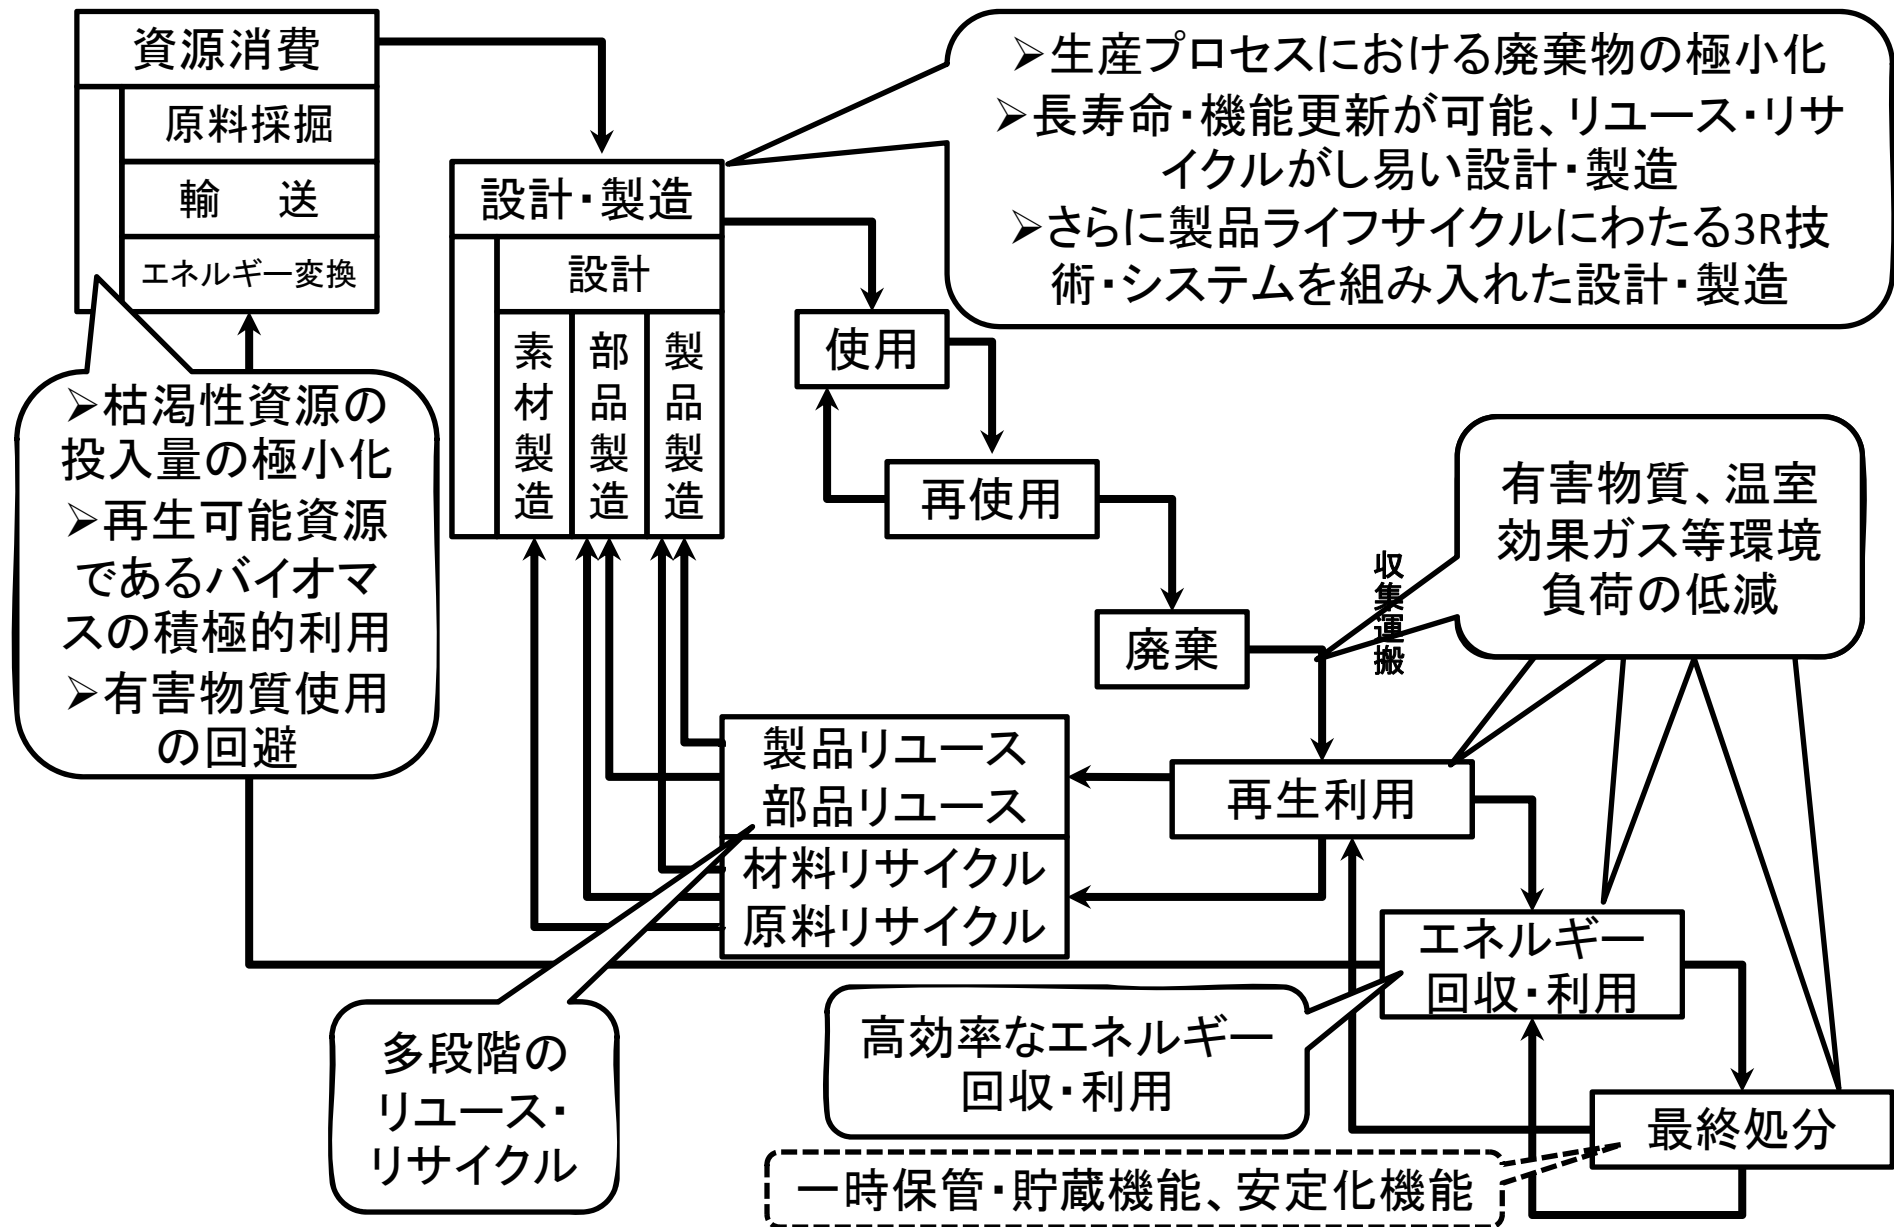 資源消費
原料採掘
輸　送
エネルギー変換
➢生産プロセスにおける廃棄物の極小化
➢長寿命・機能更新が可能、リユース・リサ
イクルがし易い設計・製造
➢さらに製品ライフサイクルにわたる3R技
術・システムを組み入れた設計・製造
設計・製造
設計
素材製造
部品製造
製品製造
使用
再使用
廃棄
収集運搬
➢枯渇性資源の
投入量の極小化
➢再生可能資源
であるバイオマ
スの積極的利用
➢有害物質使用
の回避
有害物質、温室
効果ガス等環境
負荷の低減
製品リユース
部品リユース
材料リサイクル
原料リサイクル
再生利用
エネルギー
回収・利用
多段階の
リユース・
リサイクル
高効率なエネルギー
回収・利用
最終処分
一時保管・貯蔵機能、安定化機能